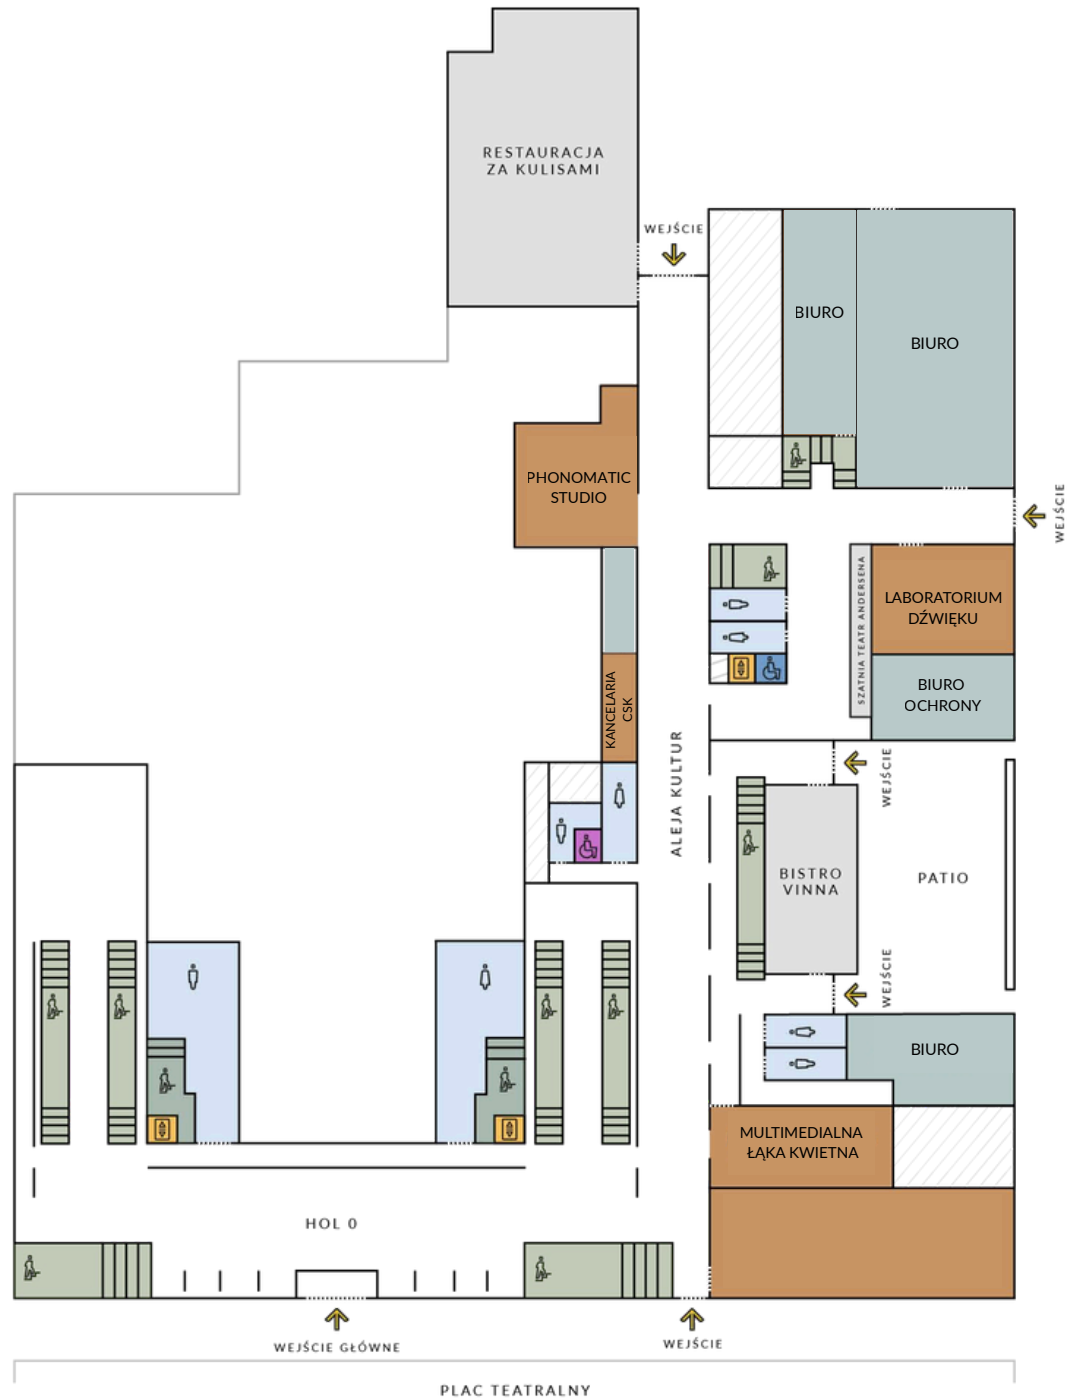 RESTAURACJA
ZA KULISAMI
WEJŚCIE
BIURO
BIURO
PHONOMATIC
STUDIO
WEJŚCIE
SZATNIA TEATR ANDERSENA
LABORATORIUM
DŹWIĘKU
BIURO
OCHRONY
KANCELARIA
CSK
ALEJA KULTUR
WEJŚCIE
BISTRO
VINNA
PATIO
WEJŚCIE
BIURO
MULTIMEDIALNA
ŁĄKA KWIETNA
HOL 0
WEJŚCIE GŁÓWNE
WEJŚCIE
PLAC TEATRALNY